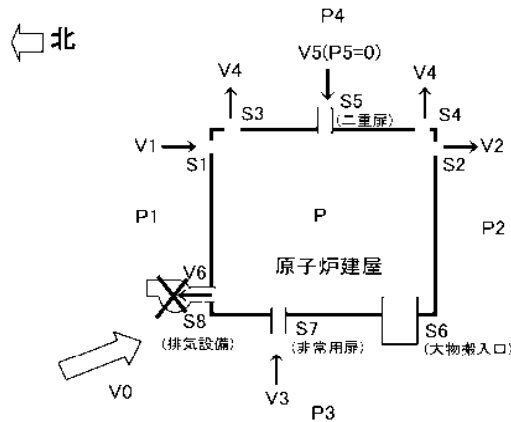 P4
北
V5(P5=0)
V4
V4
S5
S3
(二重扉)
S4
V1
V2
S1
S2
P1
P
P2
原子炉建屋
V6
S8
S7
S6
(排気設備)
(非常用扉)
(大物搬入口)
V0
V3
P3